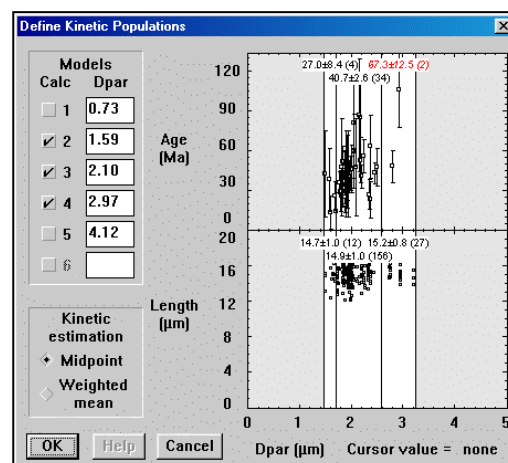 Define Kinetic Populations
Models
Calc Dpar
1 0.73
2 1.59
3 2.10
4 2.97
5 4.12
6
Kinetic
estimation
Midpoint
Weighted
mean
OK Help Cancel
27.0±8.4 (4) 67.3±12.5 (2)
40.7±2.6 (34)
120
90
Age
(Ma)
60
30
0
14.7±1.0 (12) 15.2±0.8 (27)
14.9±1.0 (156)
20
16
Length
(µm)
12
8
4
0
0 1 2 3 4 5
Dpar (µm) Cursor value = none